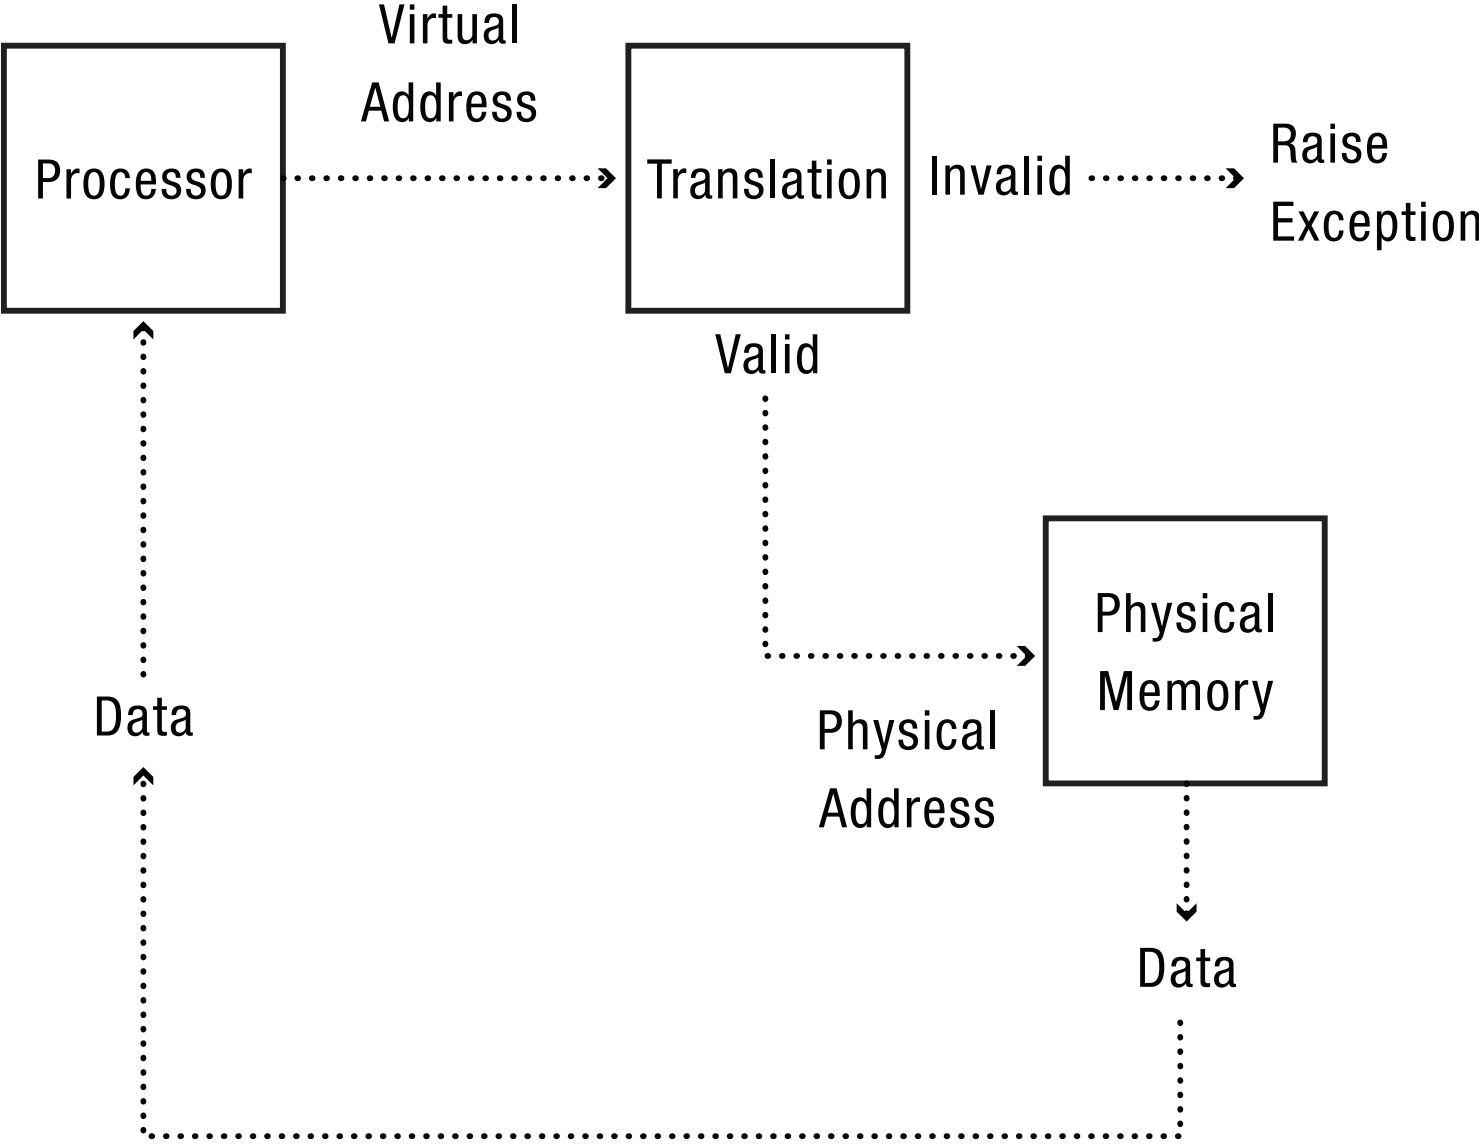 Virtual
Address
Processor
Translation
Invalid
Raise
Exception
Valid
Physical
Memory
Physical
Address
Data
Data